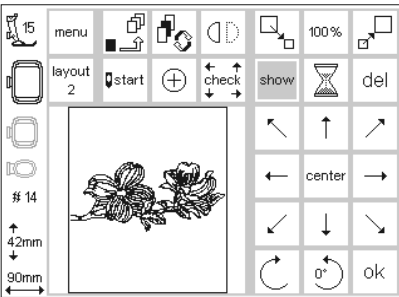 15
menu
100%
layout
2
start
check
show
del
center
# 14
42mm
90mm
0°
ok